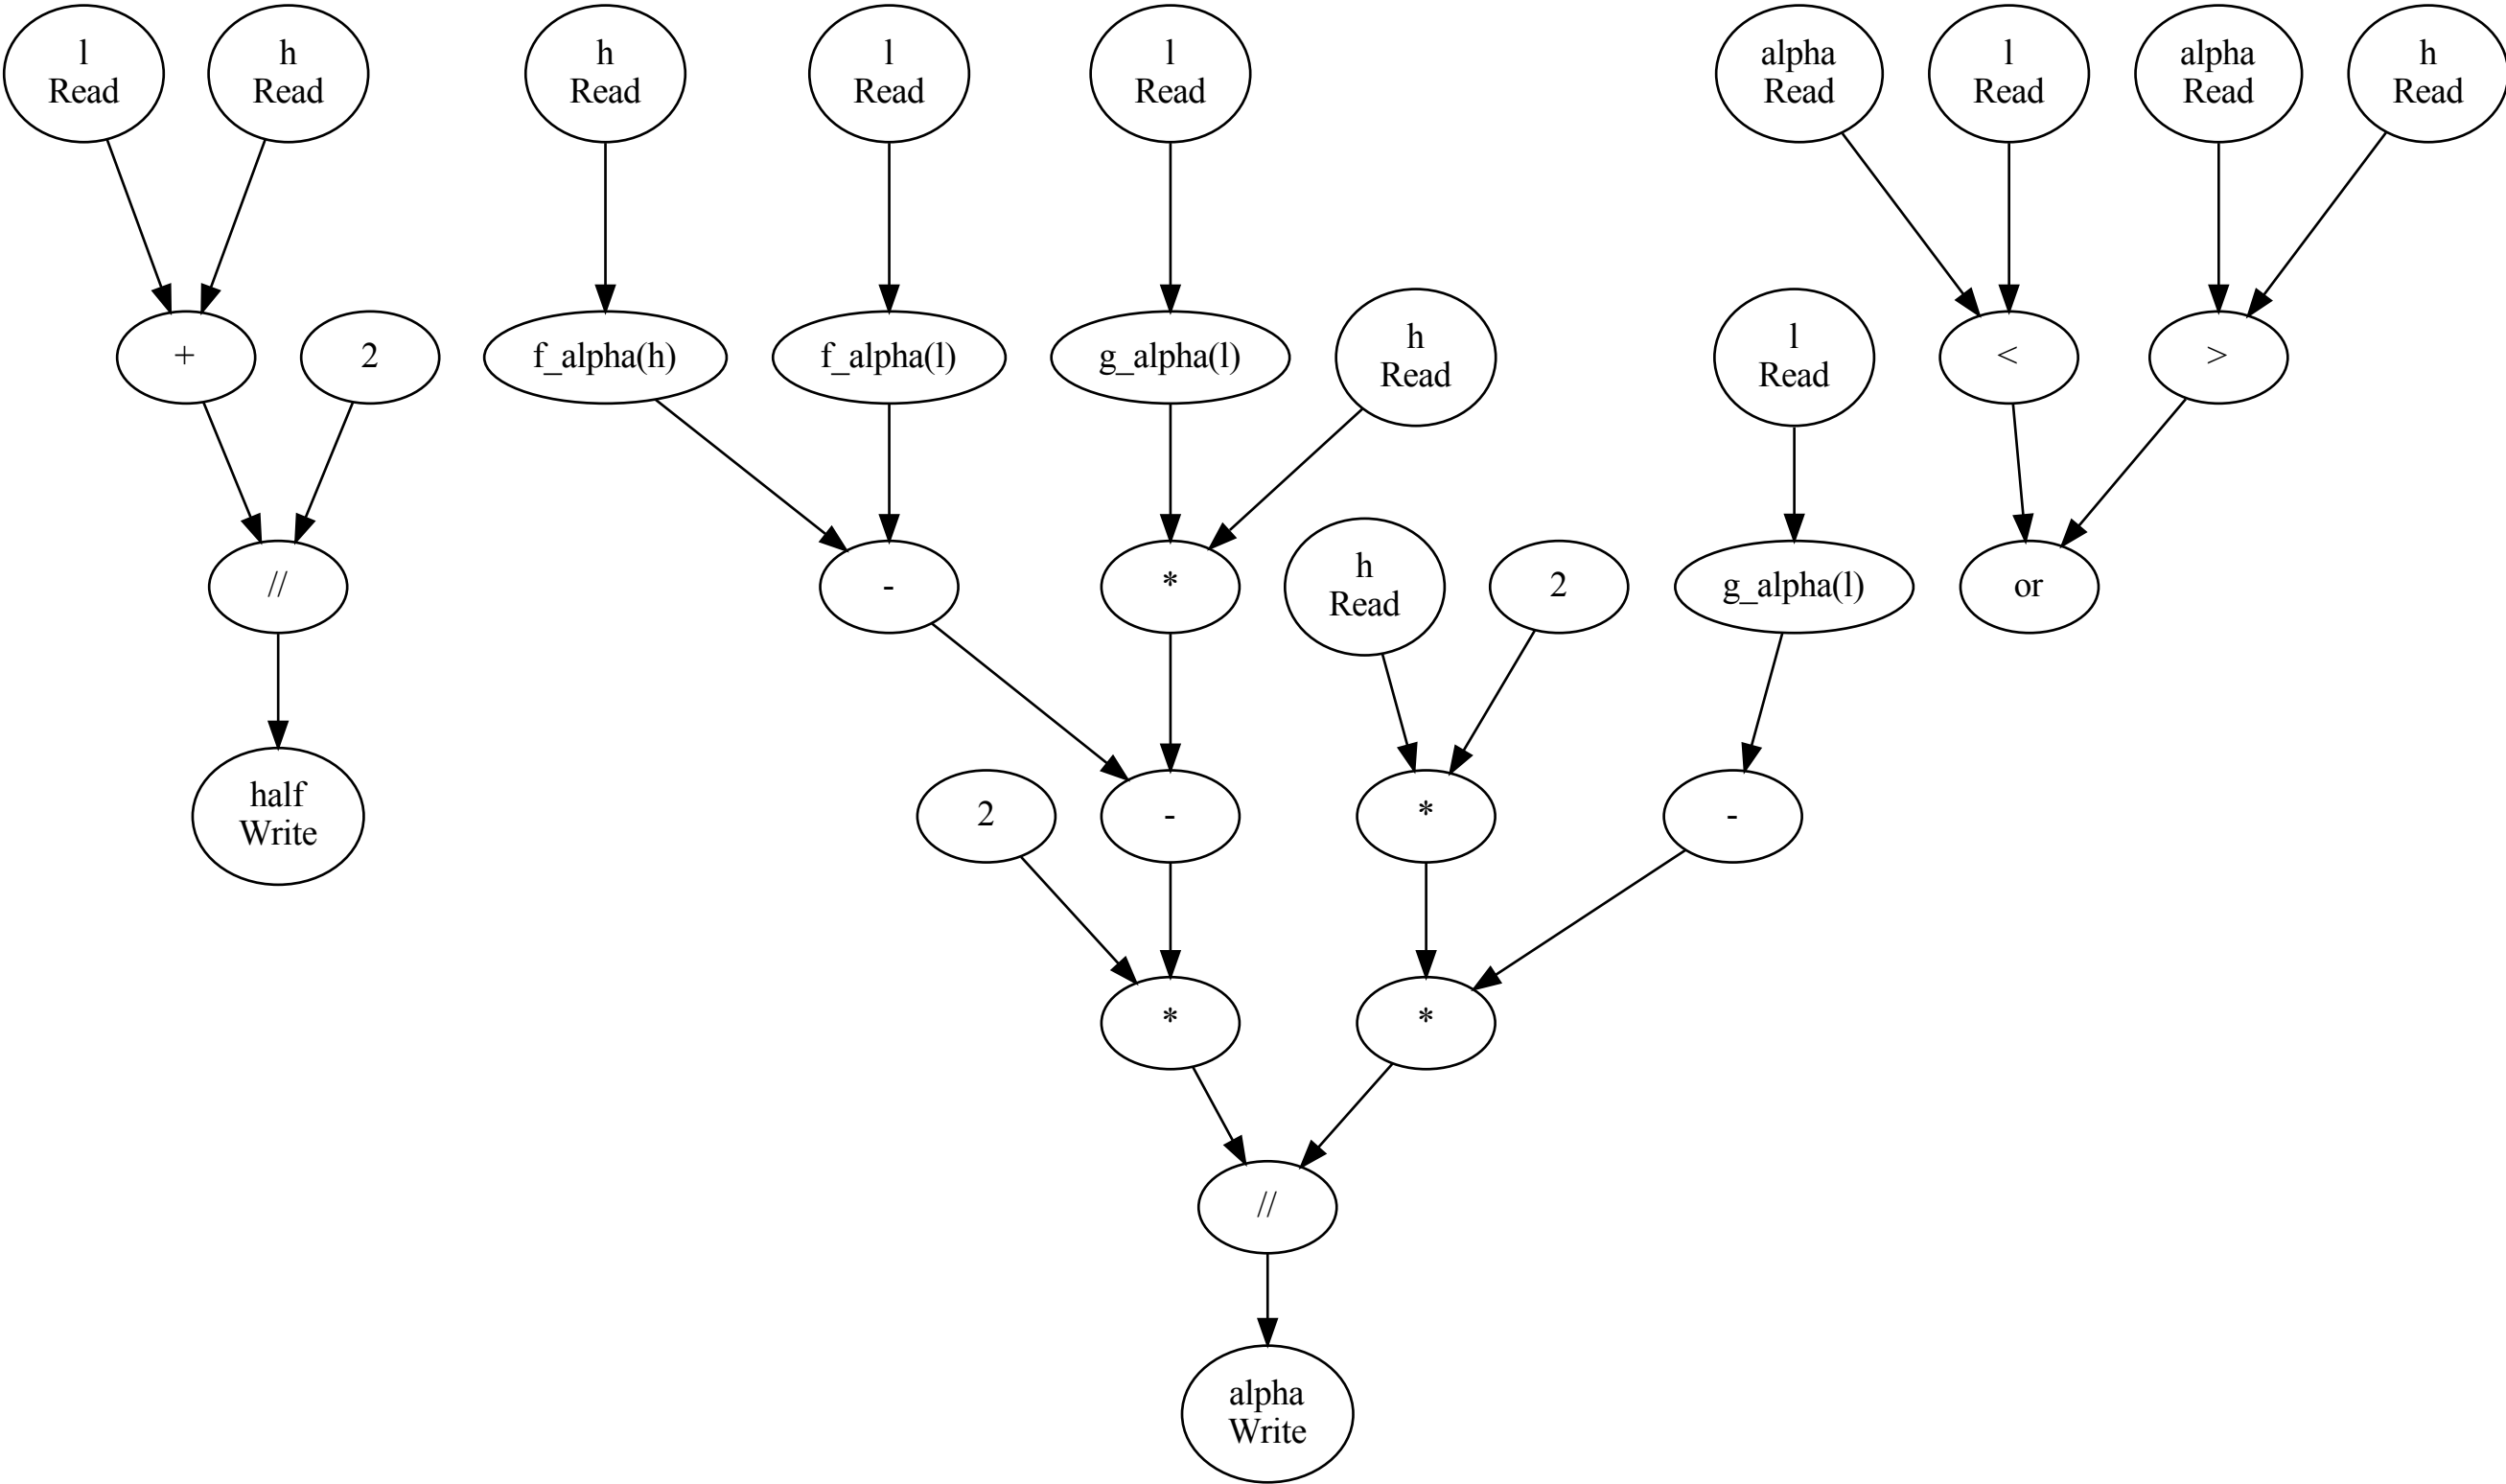 l
Read
h
Read
h
Read
l
Read
l
Read
alpha
Read
l
Read
alpha
Read
h
Read
+
2
f_alpha(h)
f_alpha(l)
g_alpha(l)
h
Read
l
Read
<
>
//
-
*
h
Read
2
g_alpha(l)
or
half
Write
2
-
*
-
*
*
//
alpha
Write